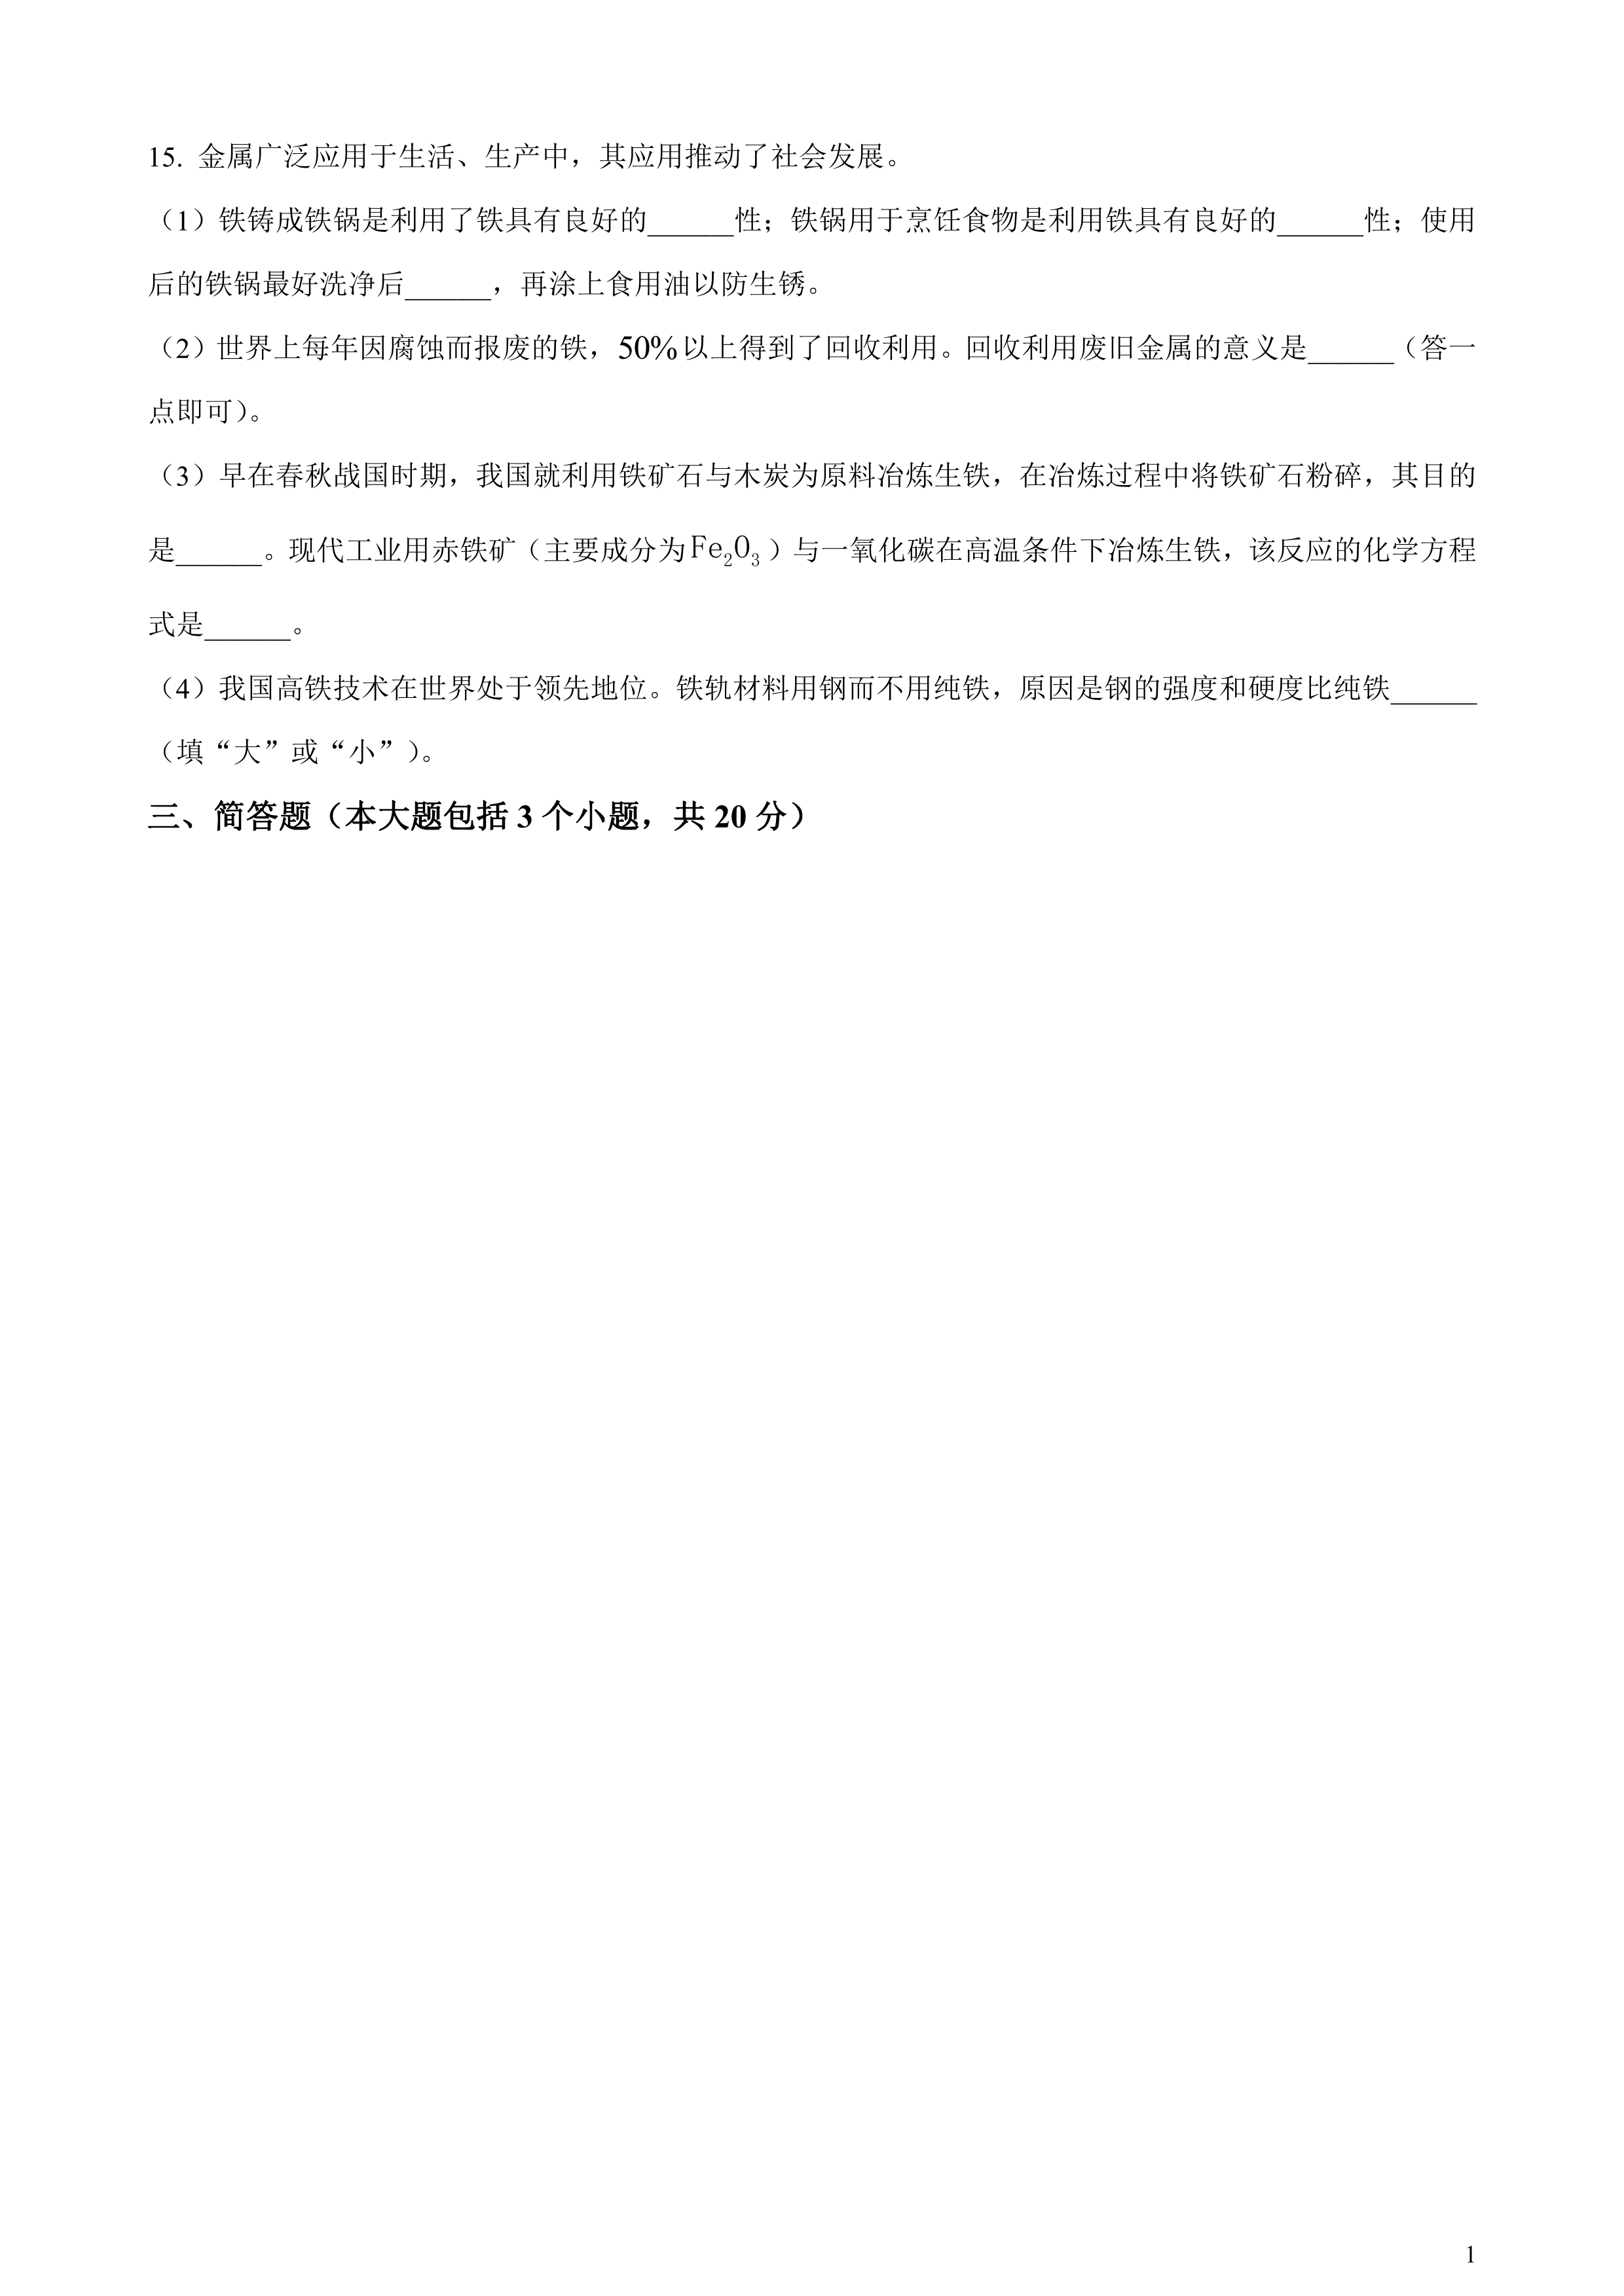 15. 金属广泛应用于生活、生产中，其应用推动了社会发展。
（1）铁铸成铁锅是利用了铁具有良好的______性；铁锅用于烹饪食物是利用铁具有良好的______性；使用
后的铁锅最好洗净后______，再涂上食用油以防生锈。
（2）世界上每年因腐蚀而报废的铁，50%以上得到了回收利用。回收利用废旧金属的意义是______（答一
点即可）。
（3）早在春秋战国时期，我国就利用铁矿石与木炭为原料冶炼生铁，在冶炼过程中将铁矿石粉碎，其目的
是______。现代工业用赤铁矿（主要成分为Fe₂O₃）与一氧化碳在高温条件下冶炼生铁，该反应的化学方程
式是______。
（4）我国高铁技术在世界处于领先地位。铁轨材料用钢而不用纯铁，原因是钢的强度和硬度比纯铁______
（填“大”或“小”）。
三、简答题（本大题包括 3 个小题，共 20 分）
1